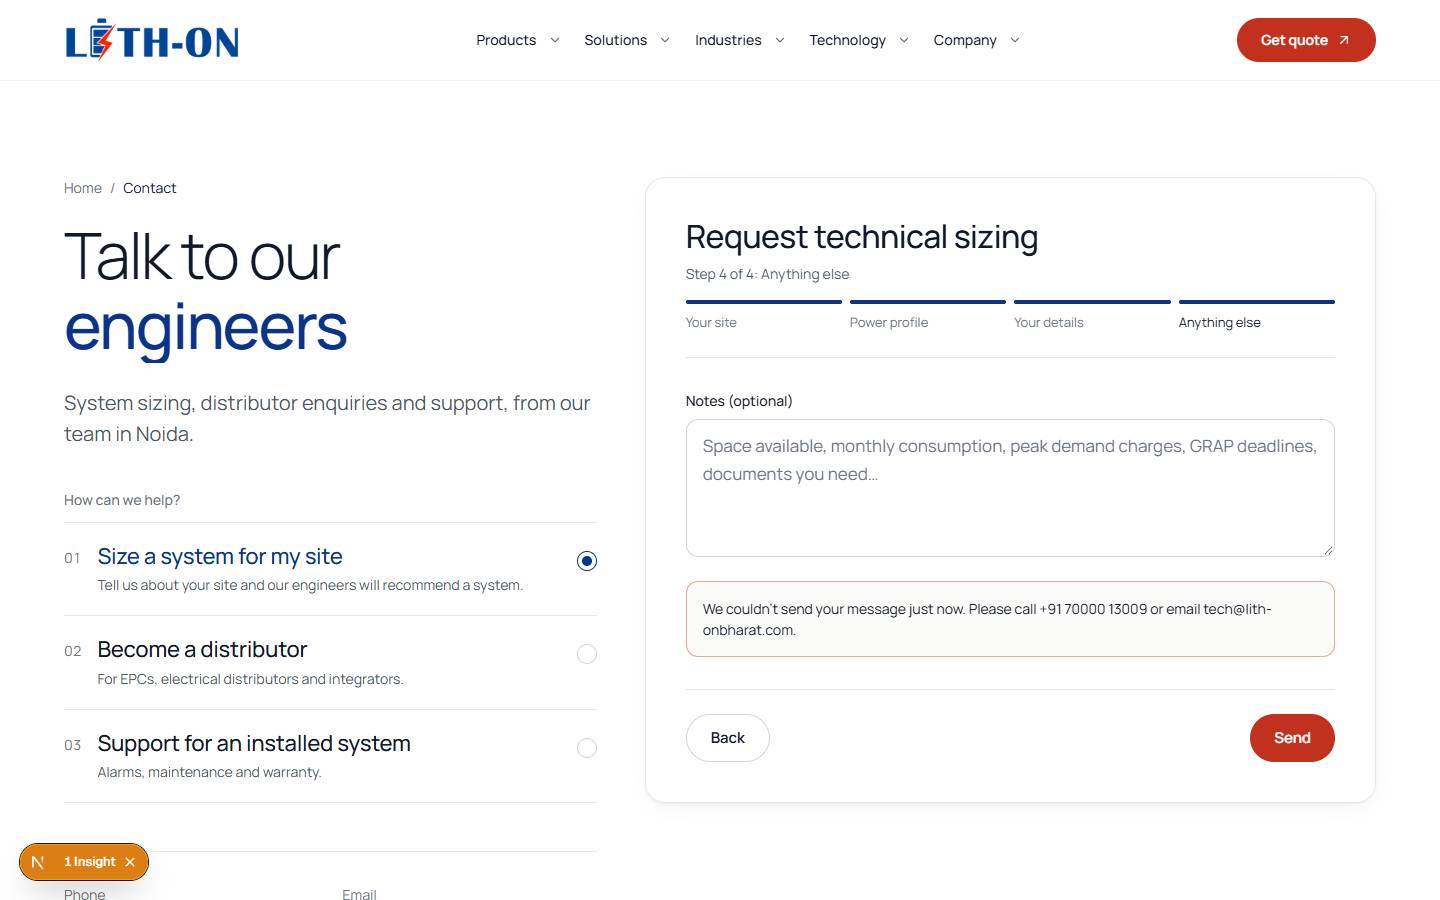 LITH-ON
Products
Solutions
Industries
Technology
Company
Get quote
Home / Contact
Talk to our
engineers
System sizing, distributor enquiries and support, from our
team in Noida.
How can we help?
01 Size a system for my site
Tell us about your site and our engineers will recommend a system.
02 Become a distributor
For EPCs, electrical distributors and integrators.
03 Support for an installed system
Alarms, maintenance and warranty.
N 1 Insight
Phone
Email
Request technical sizing
Step 4 of 4: Anything else
Your site
Power profile
Your details
Anything else
Notes (optional)
Space available, monthly consumption, peak demand charges, GRAP deadlines,
documents you need...
We couldn't send your message just now. Please call +91 70000 13009 or email tech@lith-
onbharat.com.
Back
Send